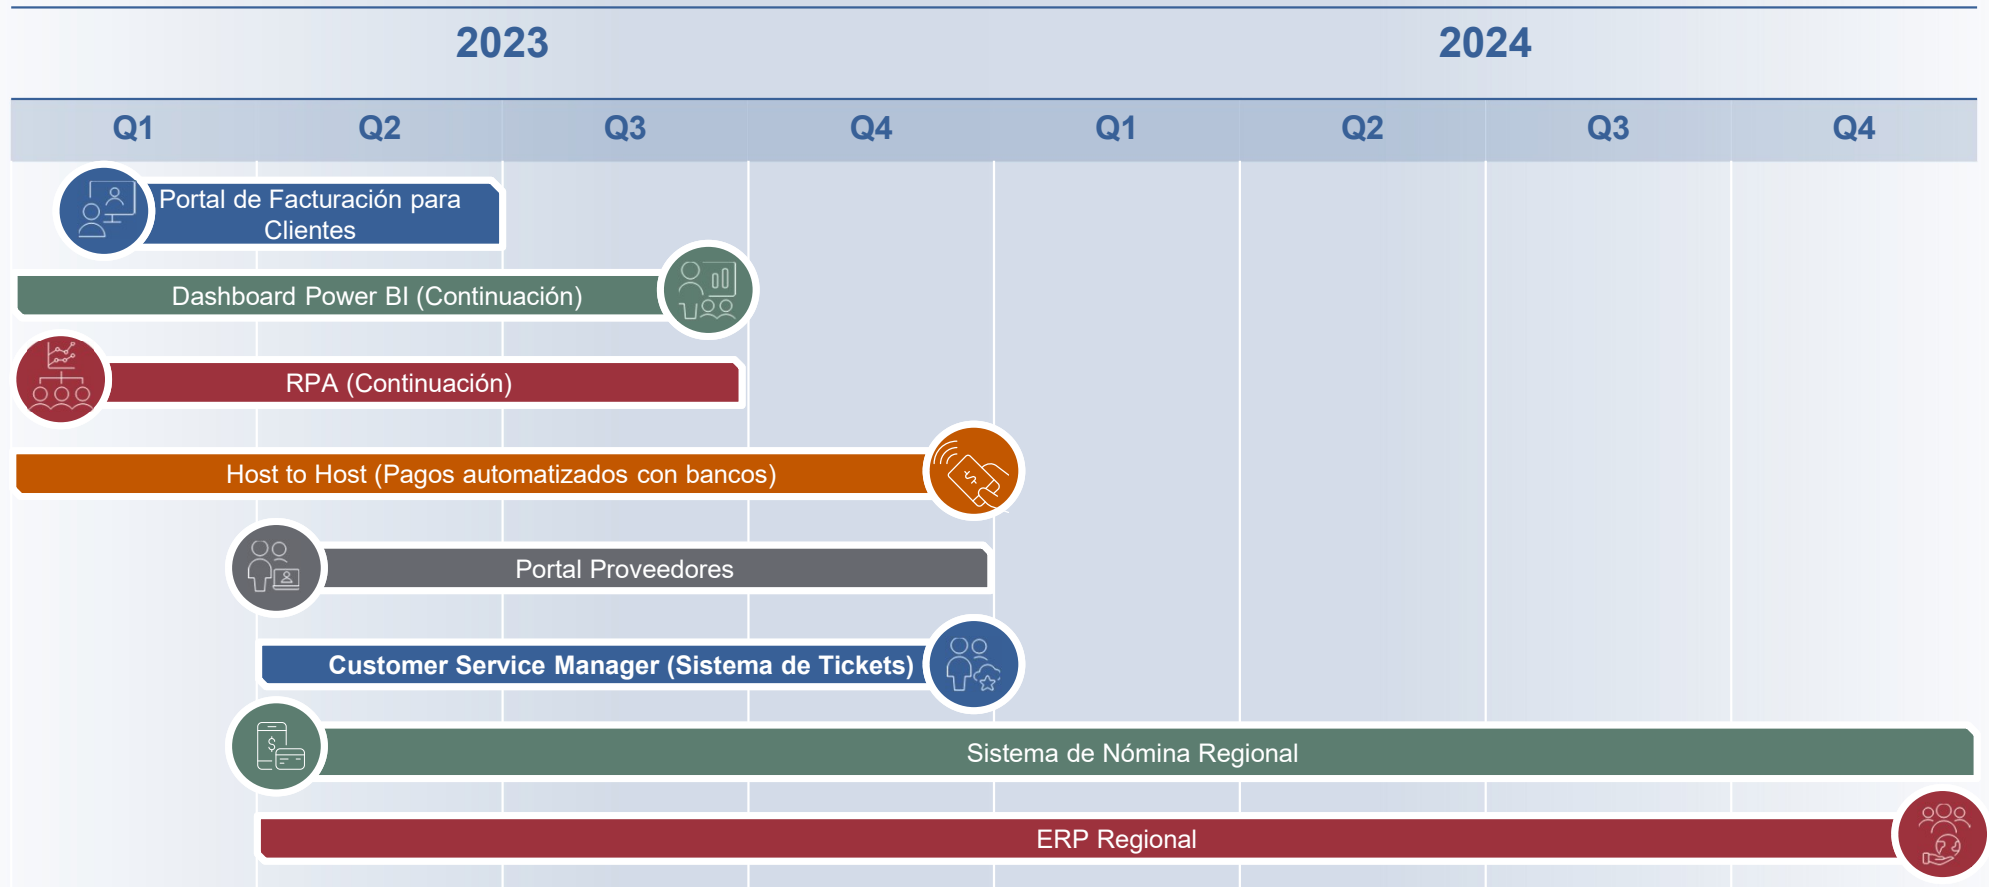 2023
2024
Q1
Q2
Q3
Q4
Q1
Q2
Q3
Q4
Portal de Facturación para
Clientes
Dashboard Power BI (Continuación)
RPA (Continuación)
Host to Host (Pagos automatizados con bancos)
Portal Proveedores
Customer Service Manager (Sistema de Tickets)
Sistema de Nómina Regional
ERP Regional